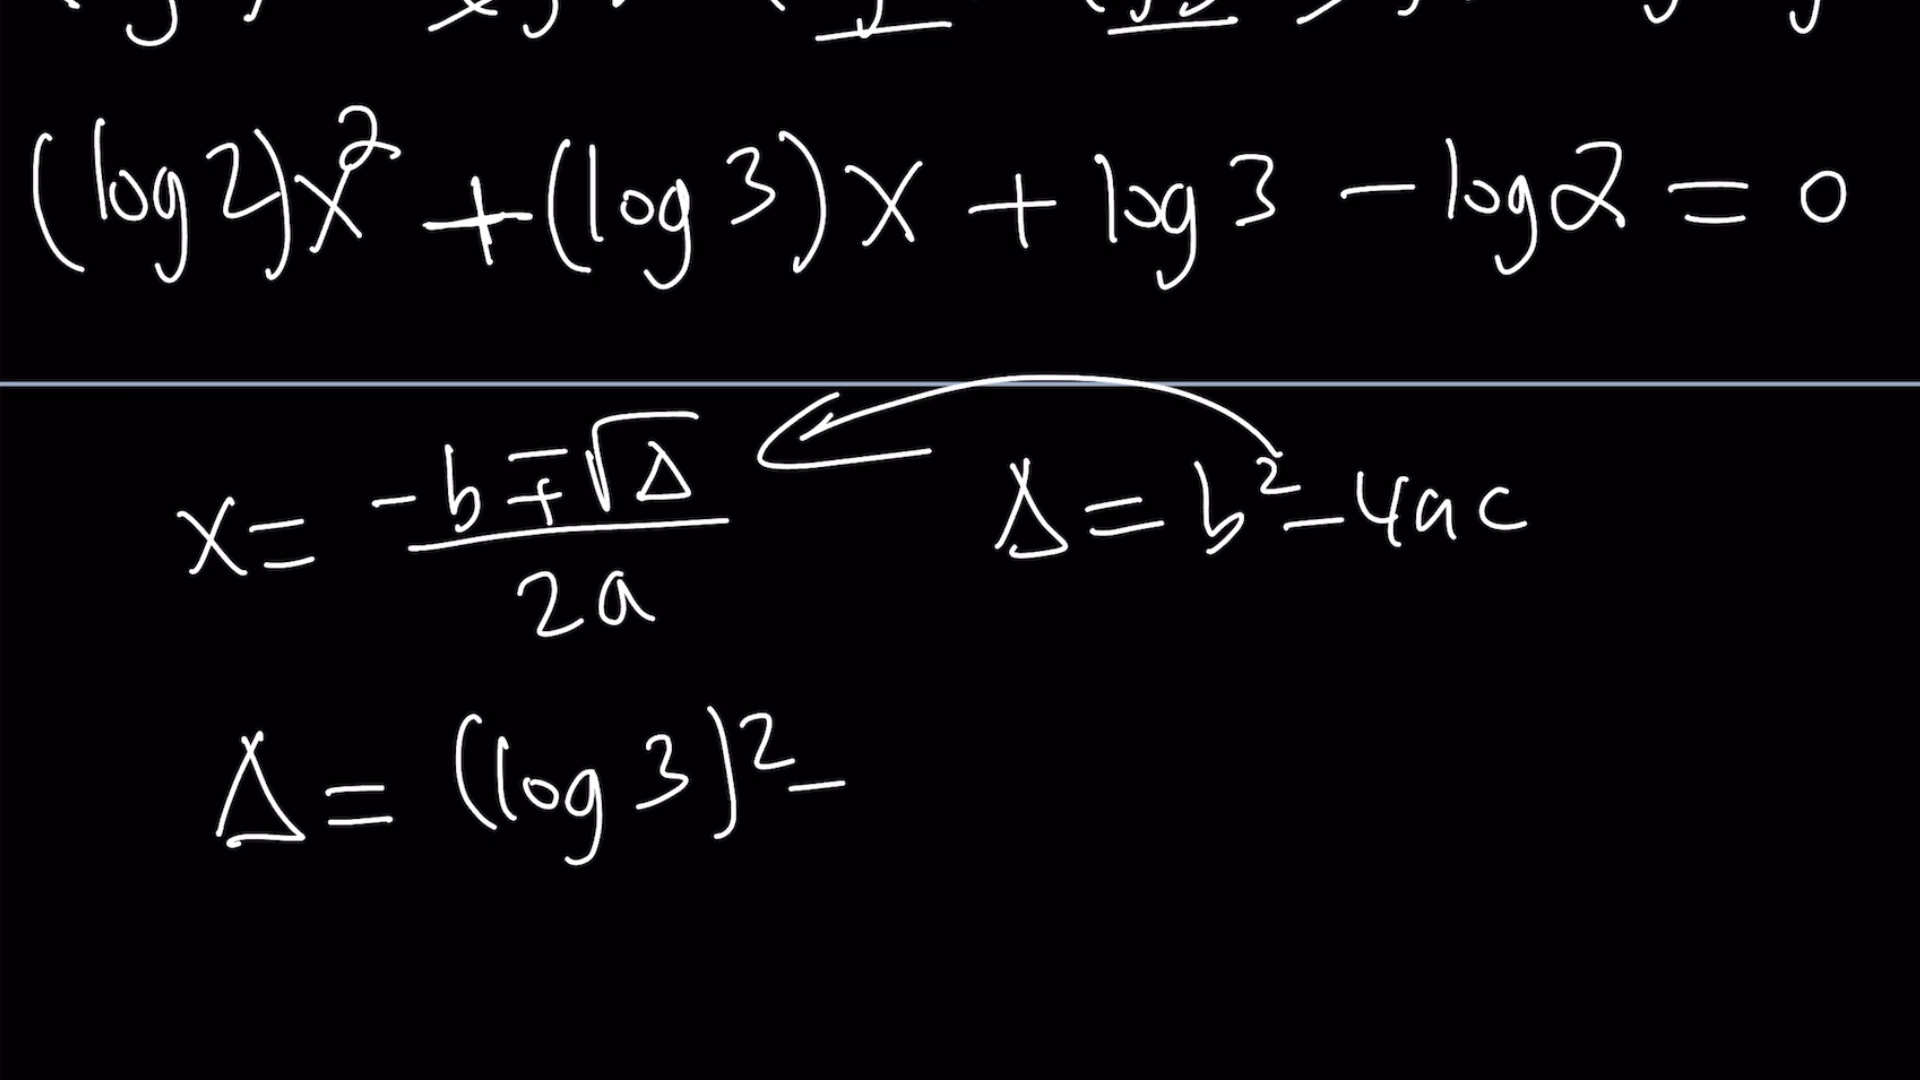 (log 2)x² + (log 3)x + log 3 - log 2 = 0
x = (-b ∓ √Δ) / 2a
Δ = b² - 4ac
Δ = (log 3)² -